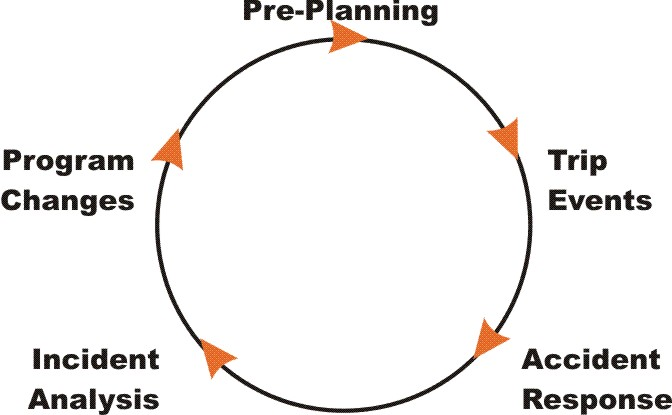 Pre-Planning
Trip
Events
Accident
Response
Incident
Analysis
Program
Changes